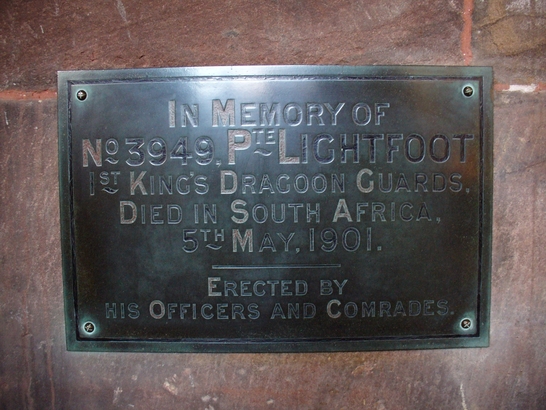 IN MEMORY OF
No 3949, PTE LIGHTFOOT
1ST KING'S DRAGOON GUARDS,
DIED IN SOUTH AFRICA,
5TH MAY, 1901.
ERECTED BY
HIS OFFICERS AND COMRADES.